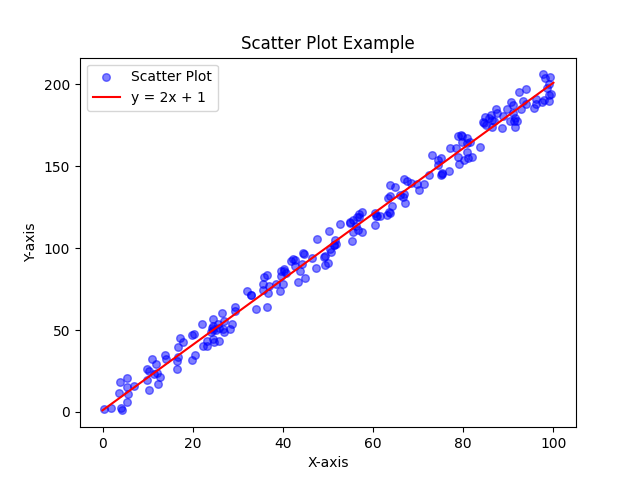 Scatter Plot Example
Scatter Plot
y = 2x + 1
200
150
100
50
0
Y-axis
0 20 40 60 80 100
X-axis